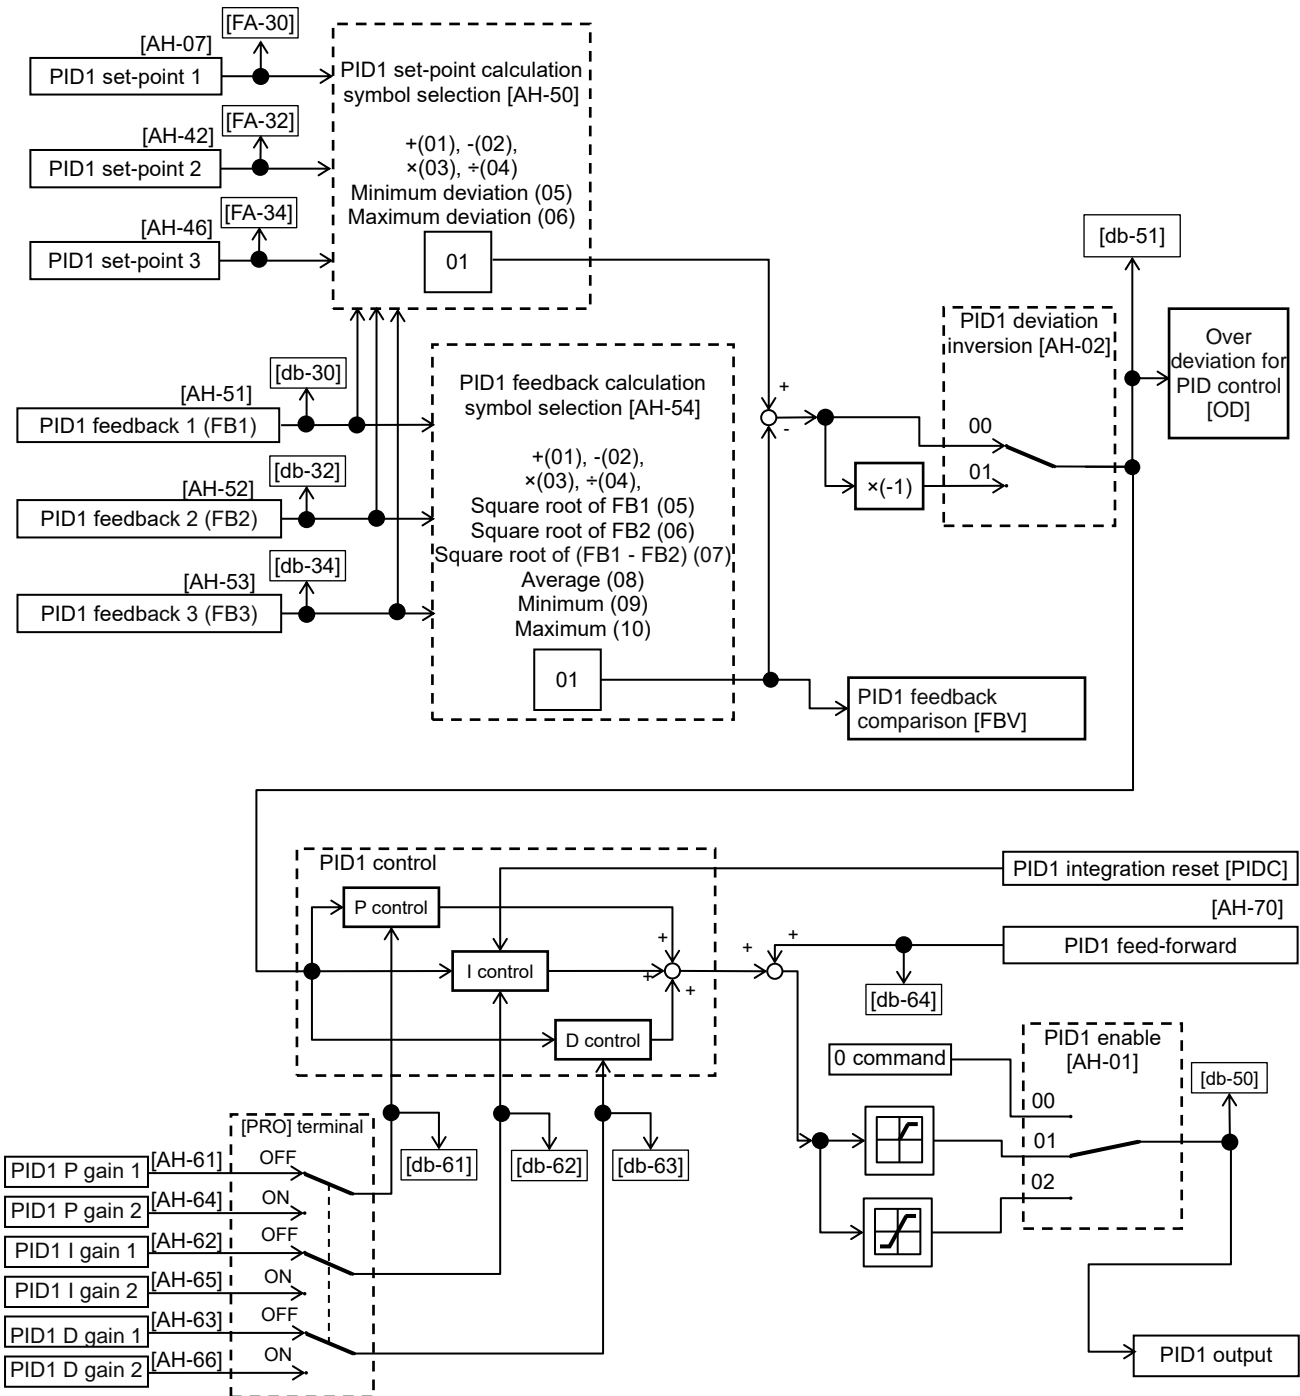 [FA-30]
[AH-07]
PID1 set-point 1
PID1 set-point calculation
symbol selection [AH-50]
[FA-32]
[AH-42]
PID1 set-point 2
+(01), -(02),
×(03), ÷(04)
Minimum deviation (05)
Maximum deviation (06)
[FA-34]
[AH-46]
PID1 set-point 3
01
[db-51]
PID1 deviation
inversion [AH-02]
Over
deviation for
PID control
[OD]
[db-30]
[AH-51]
PID1 feedback 1 (FB1)
PID1 feedback calculation
symbol selection [AH-54]
+
-
00
01
×(-1)
[db-32]
[AH-52]
PID1 feedback 2 (FB2)
+(01), -(02),
×(03), ÷(04),
Square root of FB1 (05)
Square root of FB2 (06)
Square root of (FB1 - FB2) (07)
Average (08)
Minimum (09)
Maximum (10)
[db-34]
[AH-53]
PID1 feedback 3 (FB3)
01
PID1 feedback
comparison [FBV]
PID1 control
PID1 integration reset [PIDC]
P control
[AH-70]
+
+
+
PID1 feed-forward
I control
+
+
[db-64]
D control
0 command
PID1 enable
[AH-01]
[db-50]
00
01
02
[PRO] terminal
[db-61]
[db-62]
[db-63]
PID1 P gain 1
[AH-61]
OFF
PID1 P gain 2
[AH-64]
ON
PID1 I gain 1
[AH-62]
OFF
PID1 I gain 2
[AH-65]
ON
PID1 D gain 1
[AH-63]
OFF
PID1 D gain 2
[AH-66]
ON
PID1 output